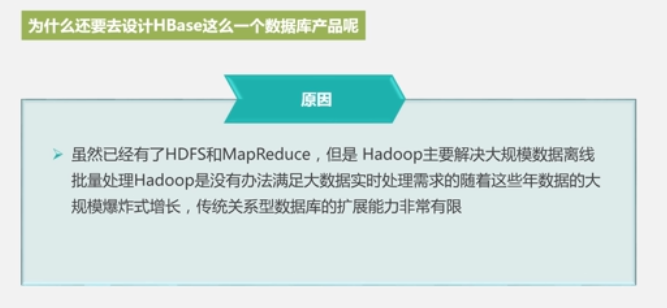 为什么还要去设计HBase这么一个数据库产品呢
原因
虽然已经有了HDFS和MapReduce，但是 Hadoop主要解决大规模数据离线
批量处理Hadoop是没有办法满足大数据实时处理需求的随着这些年数据的大
规模爆炸式增长，传统关系型数据库的扩展能力非常有限